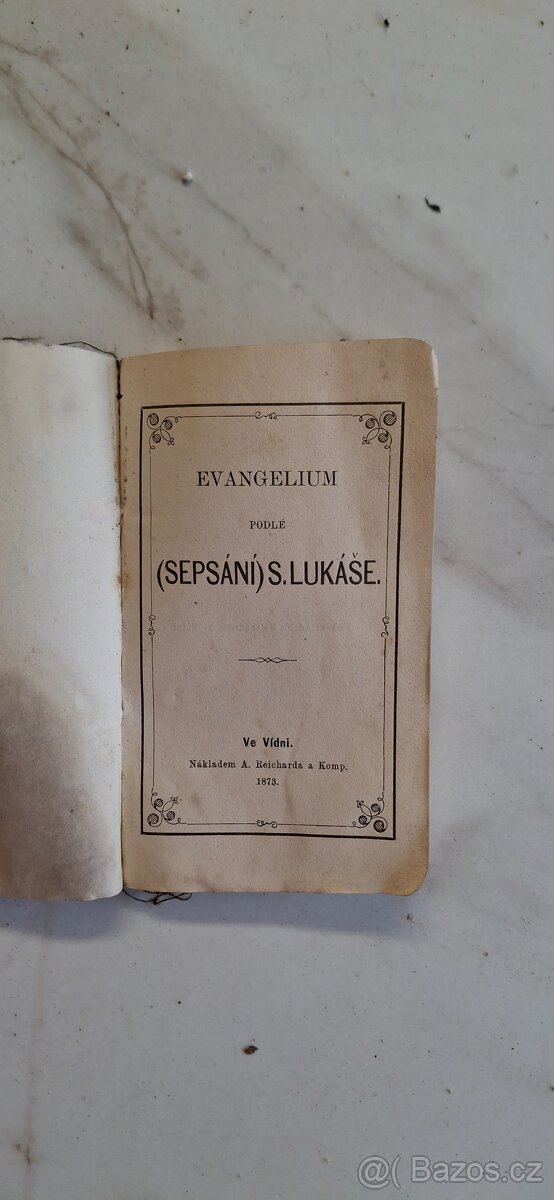 EVANGELIUM
PODLÉ
(SEPSÁNÍ) S. LUKÁŠE.
Ve Vídni.
Nákladem A. Reicharda a Komp.
1873.
@( Bazos.cz